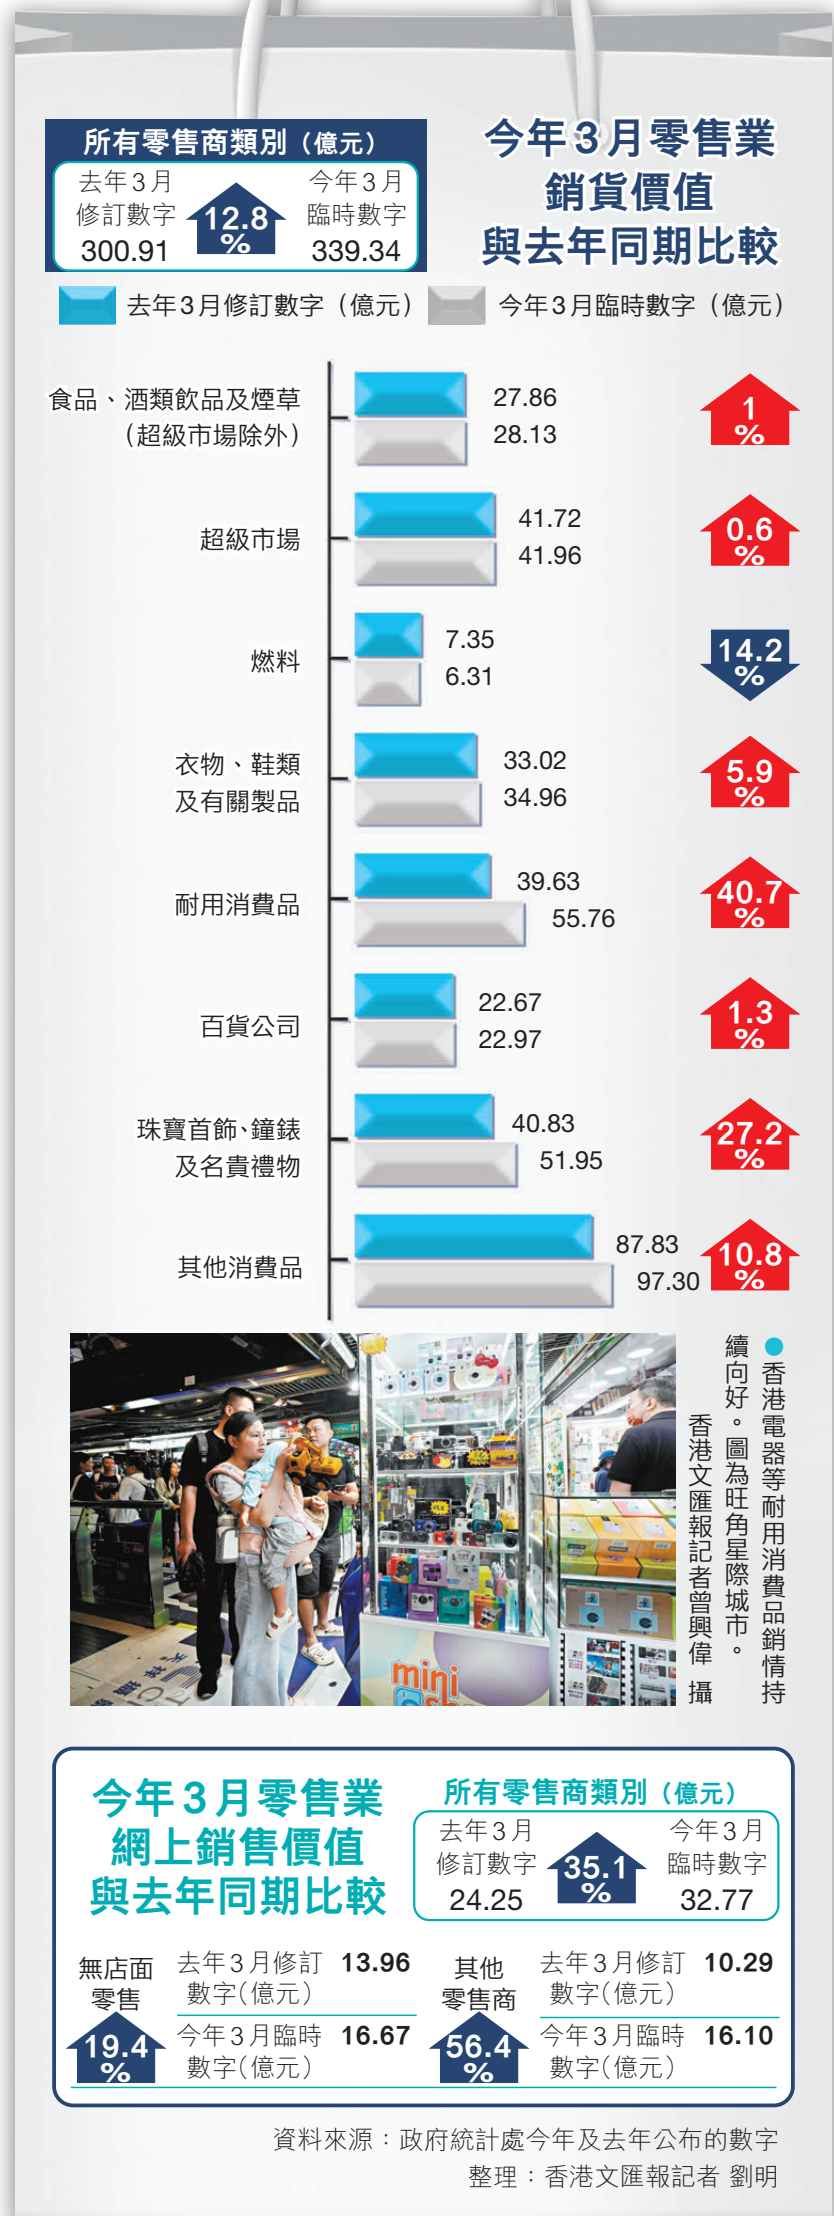 所有零售商類別（億元）
去年3月
修訂數字
300.91
12.8
%
今年3月
臨時數字
339.34
今年3月零售業
銷貨價值
與去年同期比較
去年3月修訂數字（億元）
今年3月臨時數字（億元）
食品、酒類飲品及煙草
（超級市場除外）
27.86
28.13
1
%
超級市場
41.72
41.96
0.6
%
燃料
7.35
6.31
14.2
%
衣物、鞋類
及有關製品
33.02
34.96
5.9
%
耐用消費品
39.63
55.76
40.7
%
百貨公司
22.67
22.97
1.3
%
珠寶首飾、鐘錶
及名貴禮物
40.83
51.95
27.2
%
其他消費品
87.83
97.30
10.8
%
mini
●香港電器等耐用消費品銷情持
續向好。圖為旺角星際城市。
香港文匯報記者曾興偉 攝
今年3月零售業
網上銷售價值
與去年同期比較
所有零售商類別（億元）
去年3月
修訂數字
24.25
35.1
%
今年3月
臨時數字
32.77
無店面
零售
19.4
%
去年3月修訂
數字（億元）
13.96
今年3月臨時
數字（億元）
16.67
其他
零售商
56.4
%
去年3月修訂
數字（億元）
10.29
今年3月臨時
數字（億元）
16.10
資料來源：政府統計處今年及去年公布的數字
整理：香港文匯報記者 劉明